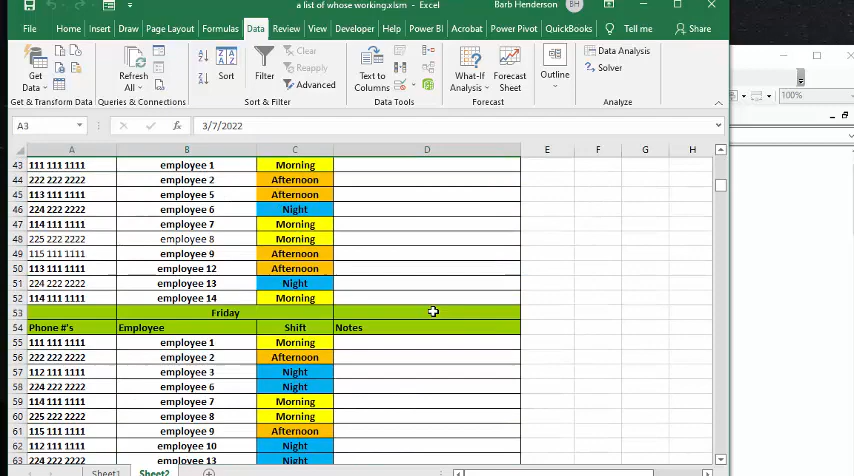 a list of whose working.xlsm - Excel
Barb Henderson
BH
File Home Insert Draw Page Layout Formulas Data Review View Developer Help Power BI Acrobat Power Pivot QuickBooks Tell me Share
Get Data
Refresh All
Sort
Filter
Clear
Reapply
Advanced
Text to Columns
What-If Analysis
Forecast Sheet
Outline
Data Analysis
Solver
Get & Transform Data Queries & Connections Sort & Filter Data Tools Forecast Analyze
100%
A3 fx 3/7/2022
A B C D E F G H
43 111 111 1111 employee 1 Morning
44 222 222 2222 employee 2 Afternoon
45 113 111 1111 employee 5 Afternoon
46 224 222 2222 employee 6 Night
47 114 111 1111 employee 7 Morning
48 225 222 2222 employee 8 Morning
49 115 111 1111 employee 9 Afternoon
50 113 111 1111 employee 12 Afternoon
51 224 222 2222 employee 13 Night
52 114 111 1111 employee 14 Morning
53 Friday
54 Phone #'s Employee Shift Notes
55 111 111 1111 employee 1 Morning
56 222 222 2222 employee 2 Afternoon
57 112 111 1111 employee 3 Night
58 224 222 2222 employee 6 Night
59 114 111 1111 employee 7 Morning
60 225 222 2222 employee 8 Morning
61 115 111 1111 employee 9 Afternoon
62 112 111 1111 employee 10 Night
63 224 222 2222 employee 13 Night
Sheet1 Sheet2